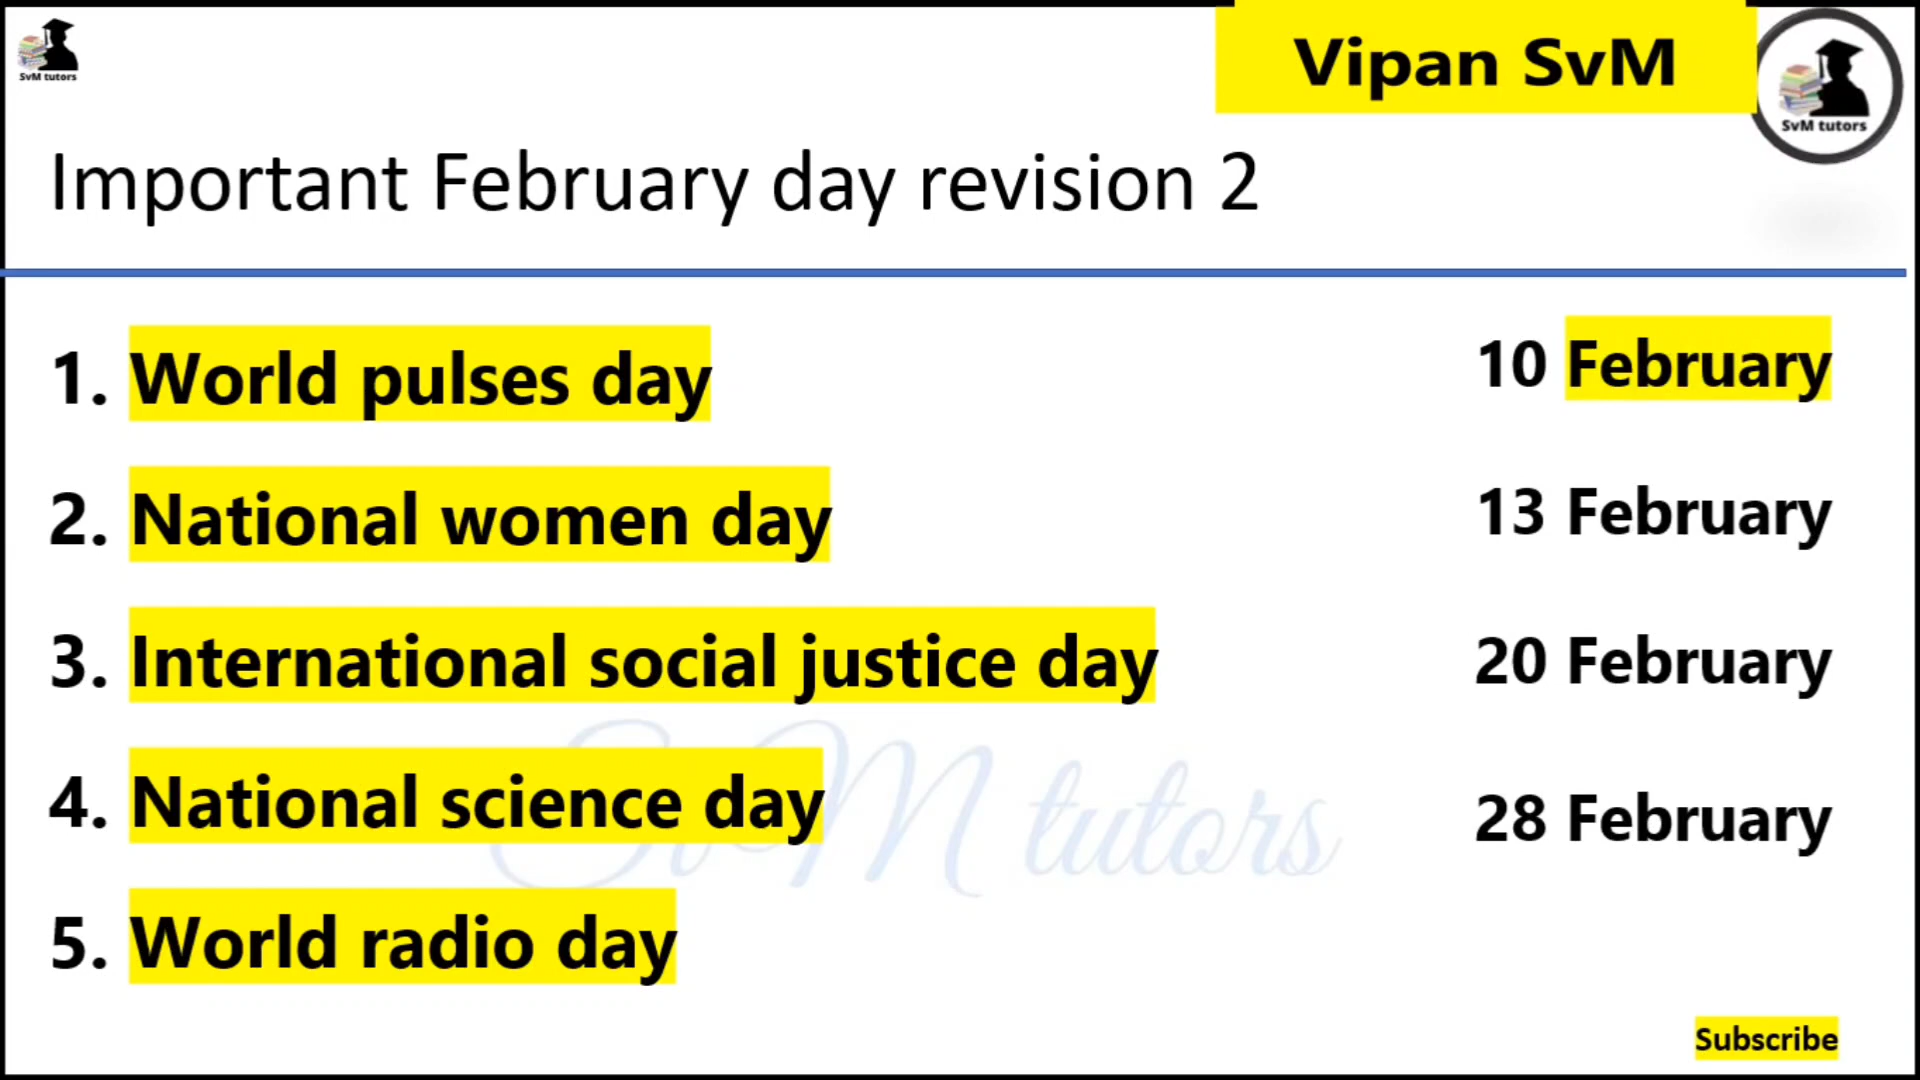 SvM tutors
Vipan SvM
SvM tutors
Important February day revision 2
1. World pulses day
10 February
2. National women day
13 February
3. International social justice day
20 February
4. National science day
28 February
SvM tutors
5. World radio day
Subscribe